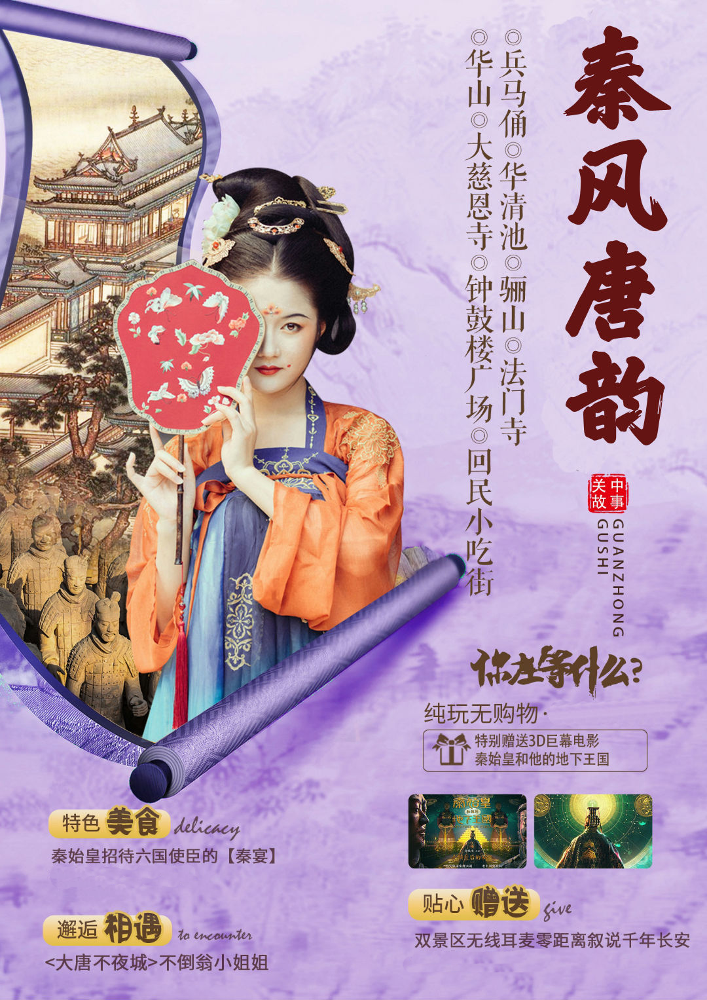 秦风唐韵
◎兵马俑◎华清池◎骊山◎法门寺
◎华山◎大慈恩寺◎钟鼓楼广场◎回民小吃街
关中故事
GUANZHONG
GUSHI
你在等什么?
纯玩无购物·
特别赠送3D巨幕电影
秦始皇和他的地下王国
秦始皇
和他的
地下王國
特色 美食 delicacy
秦始皇招待六国使臣的【秦宴】
贴心 赠送 give
双景区无线耳麦零距离叙说千年长安
邂逅 相遇 to encounter
<大唐不夜城>不倒翁小姐姐